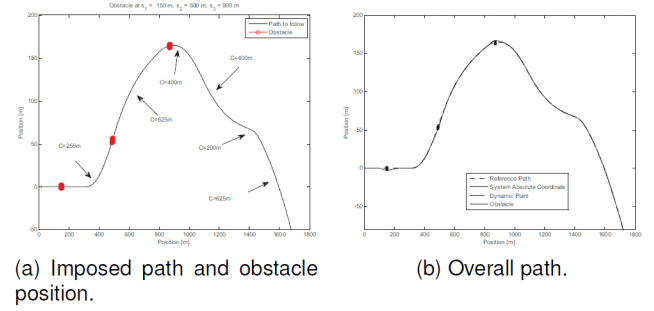 Obstacle at s1 = 150 m, s2 = 500 m, s3 = 900 m
Path to follow
Obstacle
C=400m
C=400m
C=625m
C=256m
C=200m
C=625m
Position [m]
200
150
100
50
0
-50
0 200 400 600 800 1000 1200 1400 1600 1800
Position [m]
(a) Imposed path and obstacle
position.
Position [m]
200
150
100
50
0
-50
0 200 400 600 800 1000 1200 1400 1600 1800
Position [m]
Reference Path
System Absolute Coordinate
Dynamic Plant
Obstacle
(b) Overall path.